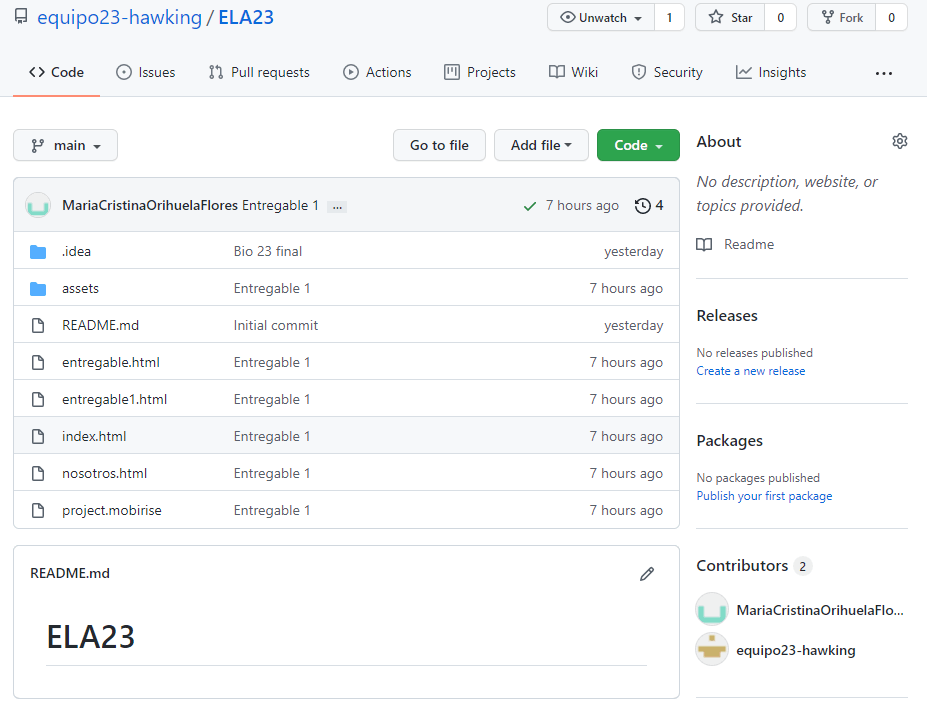 equipo23-hawking / ELA23
Unwatch 1 Star 0 Fork 0
Code Issues Pull requests Actions Projects Wiki Security Insights ...
main Go to file Add file Code
MariaCristinaOrihuelaFlores Entregable 1 ... 7 hours ago 4
.idea Bio 23 final yesterday
assets Entregable 1 7 hours ago
README.md Initial commit yesterday
entregable.html Entregable 1 7 hours ago
entregable1.html Entregable 1 7 hours ago
index.html Entregable 1 7 hours ago
nosotros.html Entregable 1 7 hours ago
project.mobirise Entregable 1 7 hours ago
README.md
ELA23
About
No description, website, or
topics provided.
Readme
Releases
No releases published
Create a new release
Packages
No packages published
Publish your first package
Contributors 2
MariaCristinaOrihuelaFlo...
equipo23-hawking